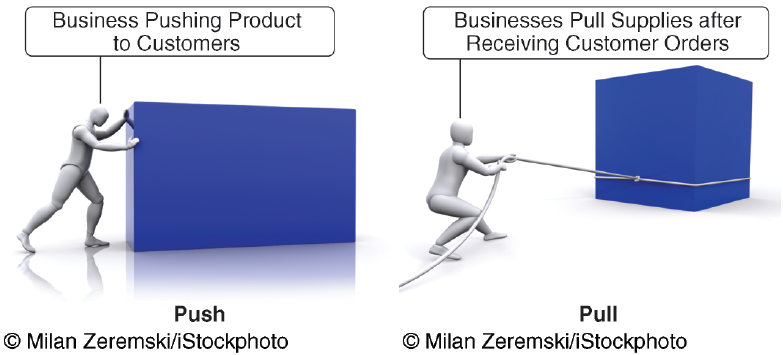 Business Pushing Product
to Customers
Businesses Pull Supplies after
Receiving Customer Orders
Push
© Milan Zeremski/iStockphoto
Pull
© Milan Zeremski/iStockphoto